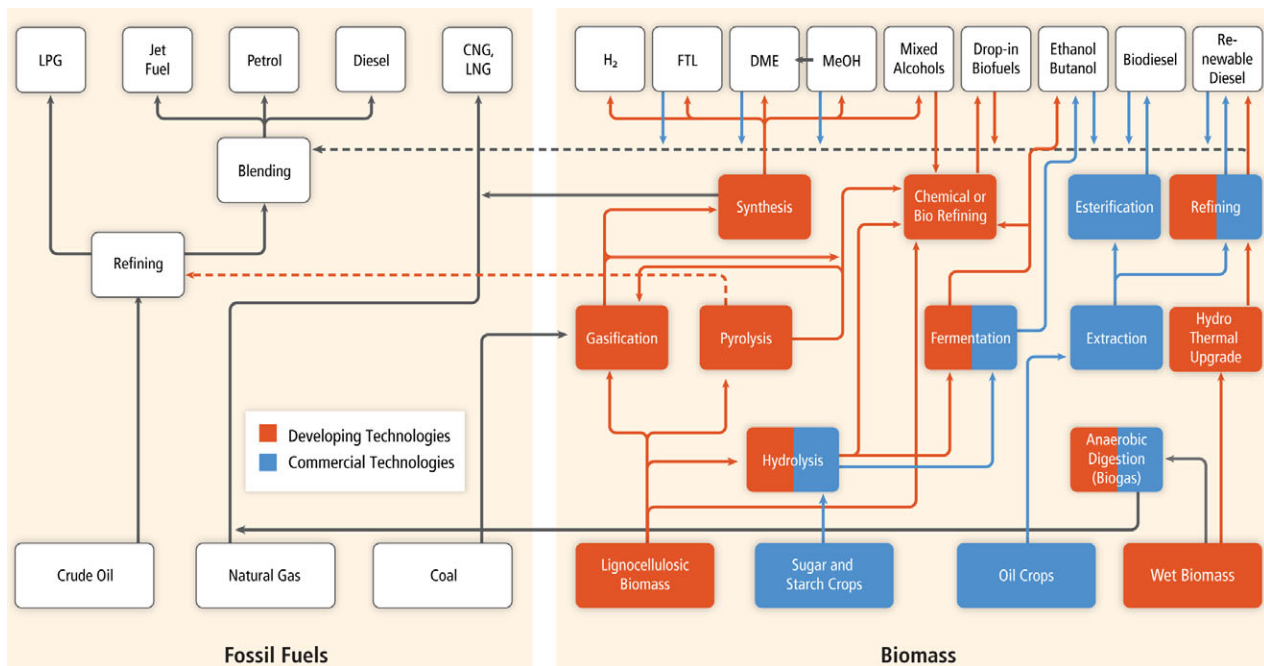 LPG
Jet
Fuel
Petrol
Diesel
CNG,
LNG
H₂
FTL
DME
MeOH
Mixed
Alcohols
Drop-in
Biofuels
Ethanol
Butanol
Biodiesel
Re-
newable
Diesel
Blending
Synthesis
Chemical or
Bio Refining
Esterification
Refining
Refining
Gasification
Pyrolysis
Fermentation
Extraction
Hydro
Thermal
Upgrade
Developing Technologies
Commercial Technologies
Hydrolysis
Anaerobic
Digestion
(Biogas)
Crude Oil
Natural Gas
Coal
Lignocellulosic
Biomass
Sugar and
Starch Crops
Oil Crops
Wet Biomass
Fossil Fuels
Biomass